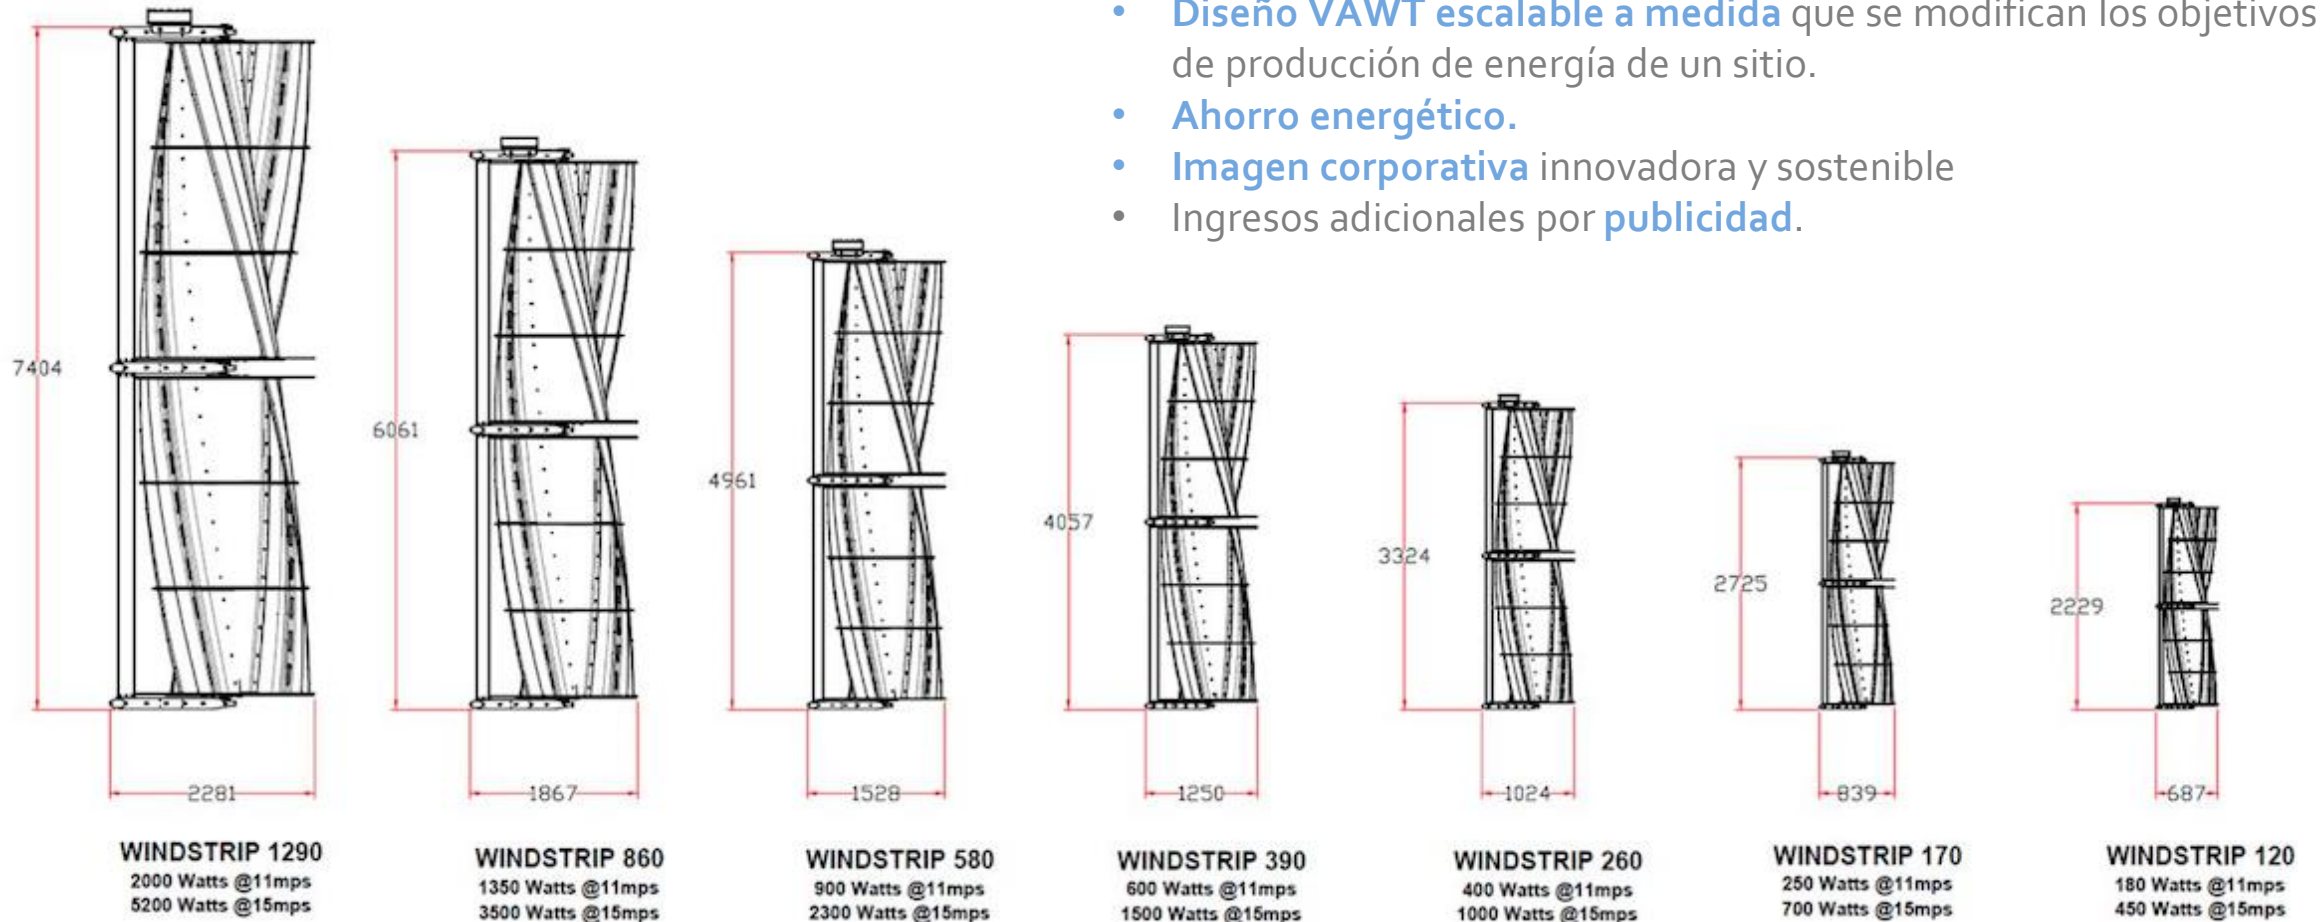 • Diseño VAWT escalable a medida que se modifican los objetivos
de producción de energía de un sitio.
• Ahorro energético.
• Imagen corporativa innovadora y sostenible
• Ingresos adicionales por publicidad.
7404
6061
4961
4057
3324
2725
2229
2281
1867
1528
1250
1024
839
687
WINDSTRIP 1290
2000 Watts @11mps
5200 Watts @15mps
WINDSTRIP 860
1350 Watts @11mps
3500 Watts @15mps
WINDSTRIP 580
900 Watts @11mps
2300 Watts @15mps
WINDSTRIP 390
600 Watts @11mps
1500 Watts @15mps
WINDSTRIP 260
400 Watts @11mps
1000 Watts @15mps
WINDSTRIP 170
250 Watts @11mps
700 Watts @15mps
WINDSTRIP 120
180 Watts @11mps
450 Watts @15mps